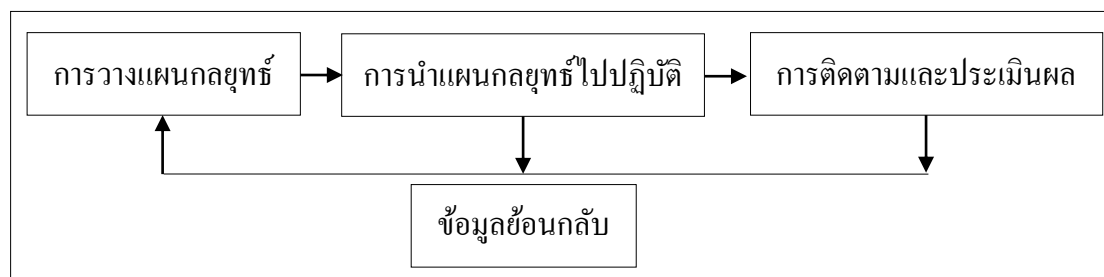 การวางแผนกลยุทธ์
การนำแผนกลยุทธ์ไปปฏิบัติ
การติดตามและประเมินผล
ข้อมูลย้อนกลับ